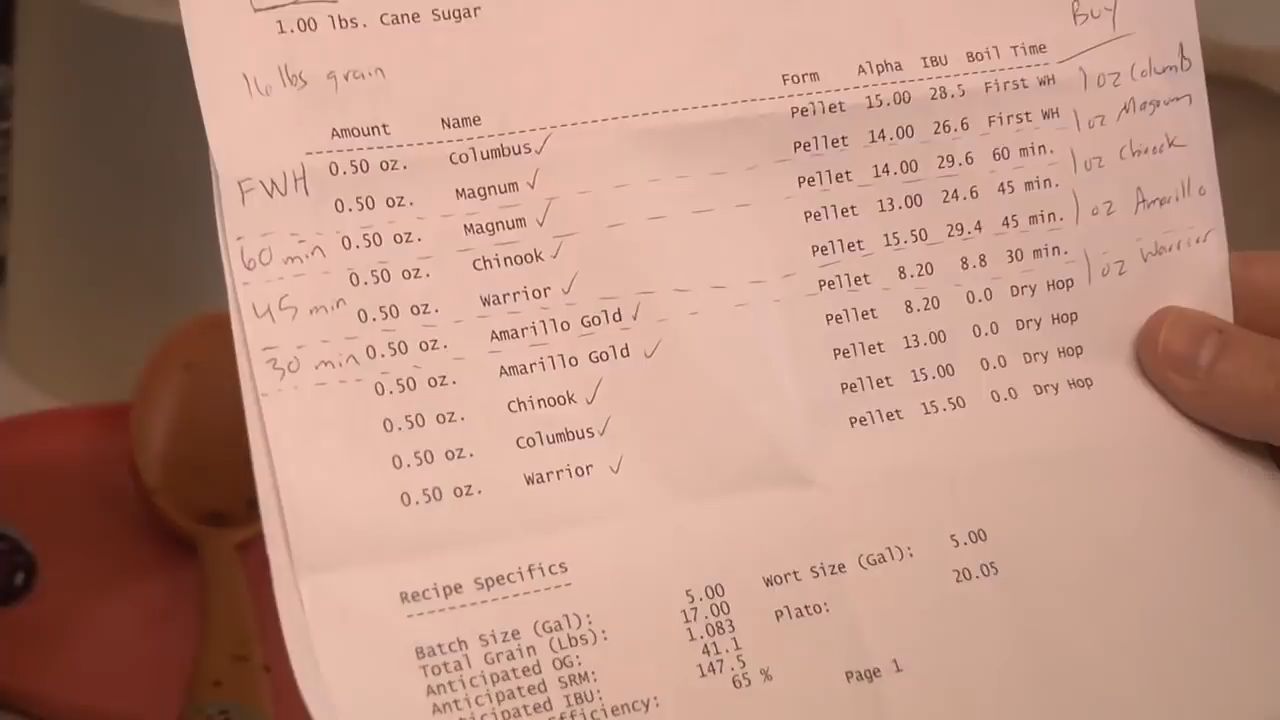 1.00 lbs. Cane Sugar
BUY
16 lbs grain
Amount Name Form Alpha IBU Boil Time
FWH 0.50 oz. Columbus✓ Pellet 15.00 28.5 First WH 1 oz Columb
0.50 oz. Magnum ✓ Pellet 14.00 26.6 First WH 1 oz Magnum
60 min 0.50 oz. Magnum ✓ Pellet 14.00 29.6 60 min. 1 oz Chinook
0.50 oz. Chinook ✓ Pellet 13.00 24.6 45 min. 1 oz Amarillo
45 min 0.50 oz. Warrior ✓ Pellet 15.50 29.4 45 min. 1 oz Warrior
30 min 0.50 oz. Amarillo Gold ✓ Pellet 8.20 8.8 30 min.
0.50 oz. Amarillo Gold ✓ Pellet 8.20 0.0 Dry Hop
0.50 oz. Chinook ✓ Pellet 13.00 0.0 Dry Hop
0.50 oz. Columbus✓ Pellet 15.00 0.0 Dry Hop
0.50 oz. Warrior ✓ Pellet 15.50 0.0 Dry Hop
Recipe Specifics
Batch Size (Gal): 5.00 Wort Size (Gal): 5.00
Total Grain (Lbs): 17.00
Anticipated OG: 1.083 Plato: 20.05
Anticipated SRM: 41.1
icipated IBU: 147.5
fficiency: 65 %
Page 1